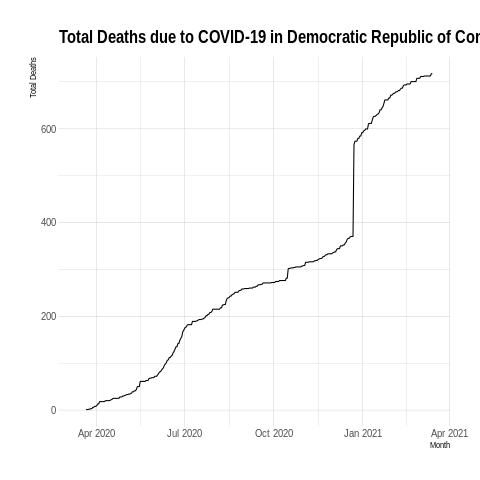 Total Deaths due to COVID-19 in Democratic Republic of Con
Total Deaths
600
400
200
0
Apr 2020 Jul 2020 Oct 2020 Jan 2021 Apr 2021
Month